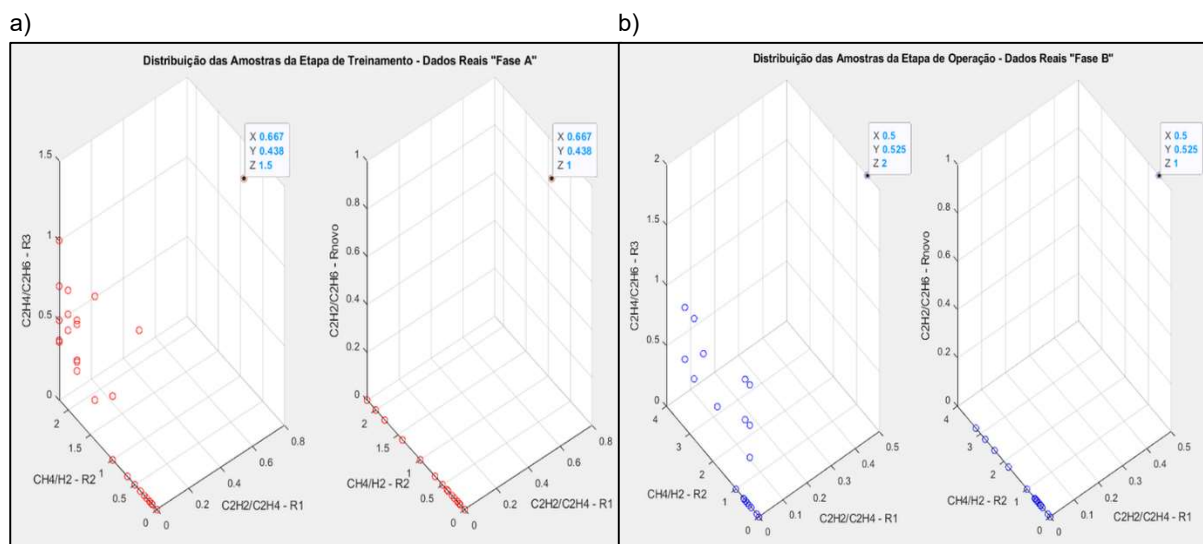 a)
b)
Distribuição das Amostras da Etapa de Treinamento - Dados Reais "Fase A"
X 0.667
Y 0.438
Z 1.5
X 0.667
Y 0.438
Z 1
1.5
1
0.5
0
C2H4/C2H6 - R3
2
1.5
1
0.5
0
CH4/H2 - R2
0
0.2
0.4
0.6
0.8
C2H2/C2H4 - R1
1
0.8
0.6
0.4
0.2
0
C2H2/C2H6 - Rnovo
2
1.5
1
0.5
0
CH4/H2 - R2
0
0.2
0.4
0.6
0.8
C2H2/C2H4 - R1
Distribuição das Amostras da Etapa de Operação - Dados Reais "Fase B"
X 0.5
Y 0.525
Z 2
X 0.5
Y 0.525
Z 1
2
1.5
1
0.5
0
C2H4/C2H6 - R3
4
3
2
1
0
CH4/H2 - R2
0
0.1
0.2
0.3
0.4
0.5
C2H2/C2H4 - R1
1
0.8
0.6
0.4
0.2
0
C2H2/C2H6 - Rnovo
4
3
2
1
0
CH4/H2 - R2
0
0.1
0.2
0.3
0.4
0.5
C2H2/C2H4 - R1